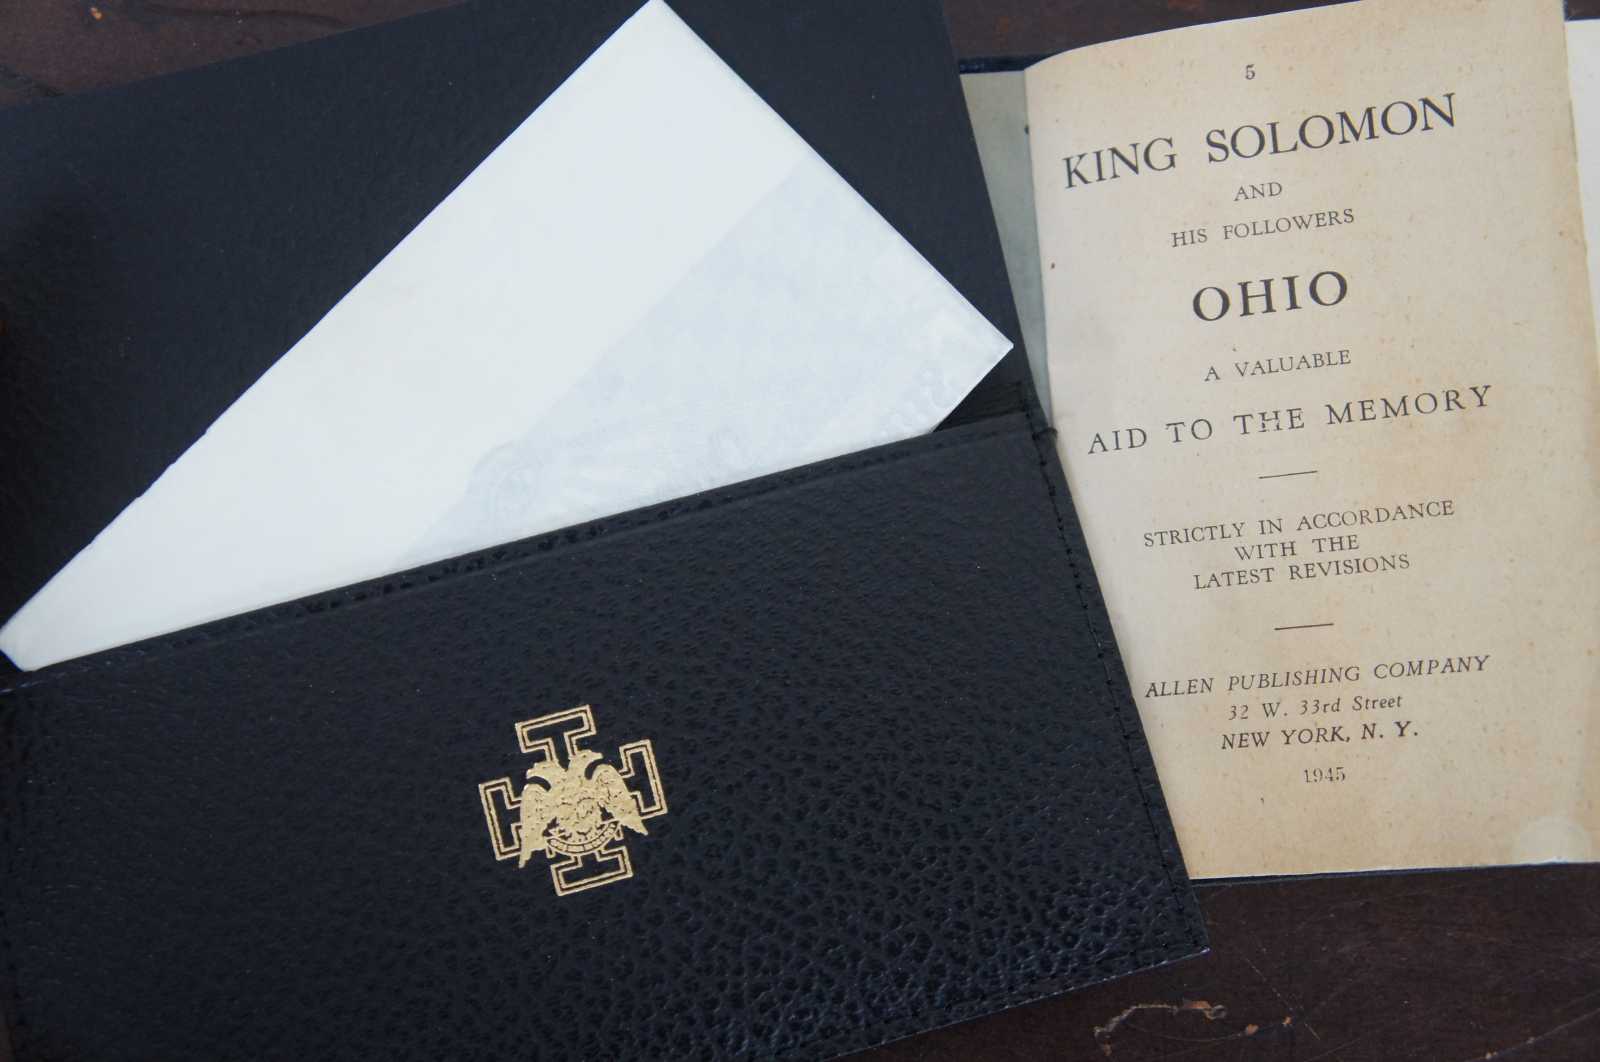 5
KING SOLOMON
AND
HIS FOLLOWERS
OHIO
A VALUABLE
AID TO THE MEMORY
STRICTLY IN ACCORDANCE
WITH THE
LATEST REVISIONS
ALLEN PUBLISHING COMPANY
32 W. 33rd Street
NEW YORK, N. Y.
1945